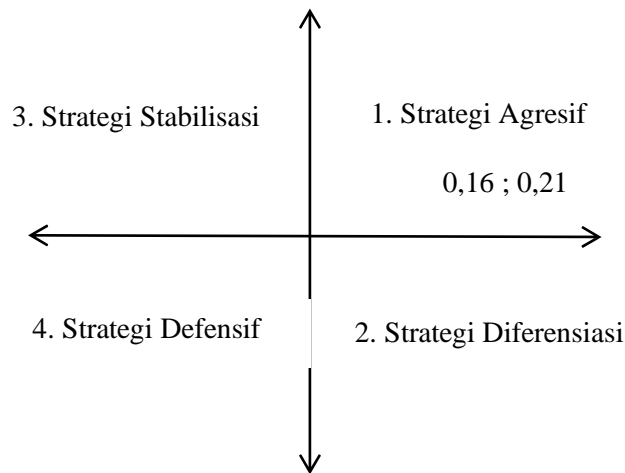 3. Strategi Stabilisasi
1. Strategi Agresif
0,16 ; 0,21
4. Strategi Defensif
2. Strategi Diferensiasi